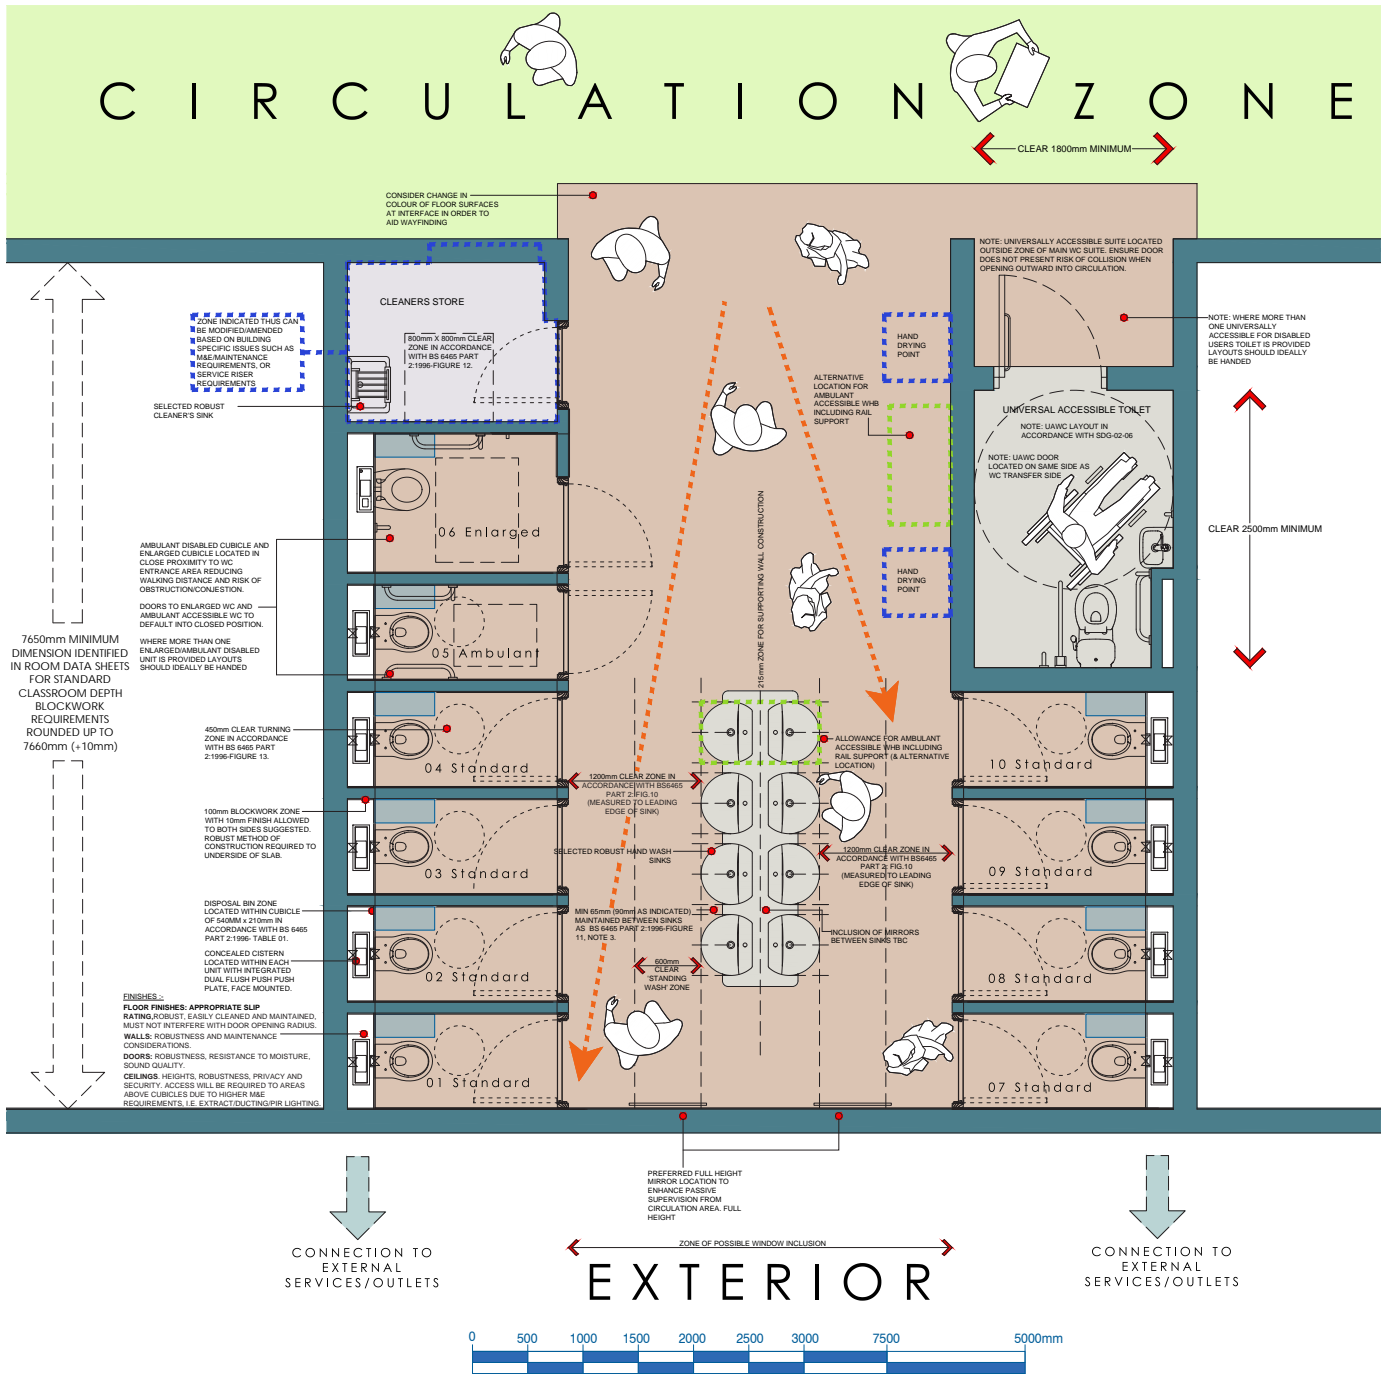 CIRCULATION ZONE
CLEAR 1800mm MINIMUM
CONSIDER CHANGE IN
COLOUR OF FLOOR SURFACES
AT INTERFACE IN ORDER TO
AID WAYFINDING
NOTE: UNIVERSALLY ACCESSIBLE SUITE LOCATED
OUTSIDE ZONE OF MAIN WC SUITE. ENSURE DOOR
DOES NOT PRESENT RISK OF COLLISION WHEN
OPENING OUTWARD INTO CIRCULATION.
CLEANERS STORE
ZONE INDICATED THUS CAN
BE MODIFIED/AMENDED
BASED ON BUILDING
SPECIFIC ISSUES SUCH AS
M&E/MAINTENANCE
REQUIREMENTS, OR
SERVICE RISER
REQUIREMENTS
800mm X 800mm CLEAR
ZONE IN ACCORDANCE
WITH BS 6465 PART
2:1996-FIGURE 12.
HAND
DRYING
POINT
NOTE: WHERE MORE THAN
ONE UNIVERSALLY
ACCESSIBLE FOR DISABLED
USERS TOILET IS PROVIDED
LAYOUTS SHOULD IDEALLY
BE HANDED
SELECTED ROBUST
CLEANER'S SINK
ALTERNATIVE
LOCATION FOR
AMBULANT
ACCESSIBLE WHB
INCLUDING RAIL
SUPPORT
UNIVERSAL ACCESSIBLE TOILET
NOTE: UAWC LAYOUT IN
ACCORDANCE WITH SDG-02-06
NOTE: UAWC DOOR
LOCATED ON SAME SIDE AS
WC TRANSFER SIDE
CLEAR 2500mm MINIMUM
06 Enlarged
215mm ZONE FOR SUPPORTING WALL CONSTRUCTION
AMBULANT DISABLED CUBICLE AND
ENLARGED CUBICLE LOCATED IN
CLOSE PROXIMITY TO WC
ENTRANCE AREA REDUCING
WALKING DISTANCE AND RISK OF
OBSTRUCTION/CONJESTION.
DOORS TO ENLARGED WC AND
AMBULANT ACCESSIBLE WC TO
DEFAULT INTO CLOSED POSITION.
WHERE MORE THAN ONE
ENLARGED/AMBULANT DISABLED
UNIT IS PROVIDED LAYOUTS
SHOULD IDEALLY BE HANDED
HAND
DRYING
POINT
05 Ambulant
7650mm MINIMUM
DIMENSION IDENTIFIED
IN ROOM DATA SHEETS
FOR STANDARD
CLASSROOM DEPTH
BLOCKWORK
REQUIREMENTS
ROUNDED UP TO
7660mm (+10mm)
450mm CLEAR TURNING
ZONE IN ACCORDANCE
WITH BS 6465 PART
2:1996-FIGURE 13.
04 Standard
ALLOWANCE FOR AMBULANT
ACCESSIBLE WHB INCLUDING
RAIL SUPPORT (& ALTERNATIVE
LOCATION)
10 Standard
1200mm CLEAR ZONE IN
ACCORDANCE WITH BS6465
PART 2: FIG.10
(MEASURED TO LEADING
EDGE OF SINK)
100mm BLOCKWORK ZONE
WITH 10mm FINISH ALLOWED
TO BOTH SIDES SUGGESTED.
ROBUST METHOD OF
CONSTRUCTION REQUIRED TO
UNDERSIDE OF SLAB.
SELECTED ROBUST HAND WASH
SINKS
1200mm CLEAR ZONE IN
ACCORDANCE WITH BS6465
PART 2: FIG.10
(MEASURED TO LEADING
EDGE OF SINK)
03 Standard
09 Standard
DISPOSAL BIN ZONE
LOCATED WITHIN CUBICLE
OF 540MM x 210mm IN
ACCORDANCE WITH BS 6465
PART 2:1996- TABLE 01.
MIN 65mm (90mm AS INDICATED)
MAINTAINED BETWEEN SINKS
AS BS 6465 PART 2:1996-FIGURE
11, NOTE 3.
INCLUSION OF MIRRORS
BETWEEN SINKS TBC
CONCEALED CISTERN
LOCATED WITHIN EACH
UNIT WITH INTEGRATED
DUAL FLUSH PUSH PUSH
PLATE, FACE MOUNTED.
02 Standard
600mm
CLEAR
'STANDING
WASH' ZONE
08 Standard
FINISHES :-
FLOOR FINISHES: APPROPRIATE SLIP
RATING,ROBUST, EASILY CLEANED AND MAINTAINED,
MUST NOT INTERFERE WITH DOOR OPENING RADIUS.
WALLS: ROBUSTNESS AND MAINTENANCE
CONSIDERATIONS.
DOORS: ROBUSTNESS, RESISTANCE TO MOISTURE,
SOUND QUALITY.
CEILINGS. HEIGHTS, ROBUSTNESS, PRIVACY AND
SECURITY. ACCESS WILL BE REQUIRED TO AREAS
ABOVE CUBICLES DUE TO HIGHER M&E
REQUIREMENTS, I.E. EXTRACT/DUCTING/PIR LIGHTING.
01 Standard
07 Standard
PREFERRED FULL HEIGHT
MIRROR LOCATION TO
ENHANCE PASSIVE
SUPERVISION FROM
CIRCULATION AREA. FULL
HEIGHT
CONNECTION TO
EXTERNAL
SERVICES/OUTLETS
ZONE OF POSSIBLE WINDOW INCLUSION
EXTERIOR
CONNECTION TO
EXTERNAL
SERVICES/OUTLETS
0 500 1000 1500 2000 2500 3000 7500 5000mm